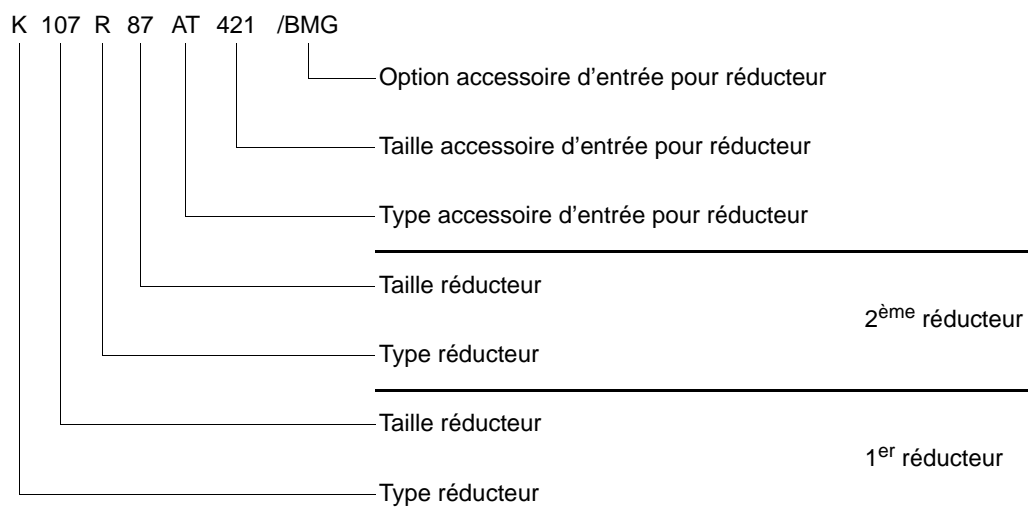 K 107 R 87 AT 421 /BMG
Option accessoire d'entrée pour réducteur
Taille accessoire d'entrée pour réducteur
Type accessoire d'entrée pour réducteur
Taille réducteur
2ème réducteur
Type réducteur
Taille réducteur
1er réducteur
Type réducteur